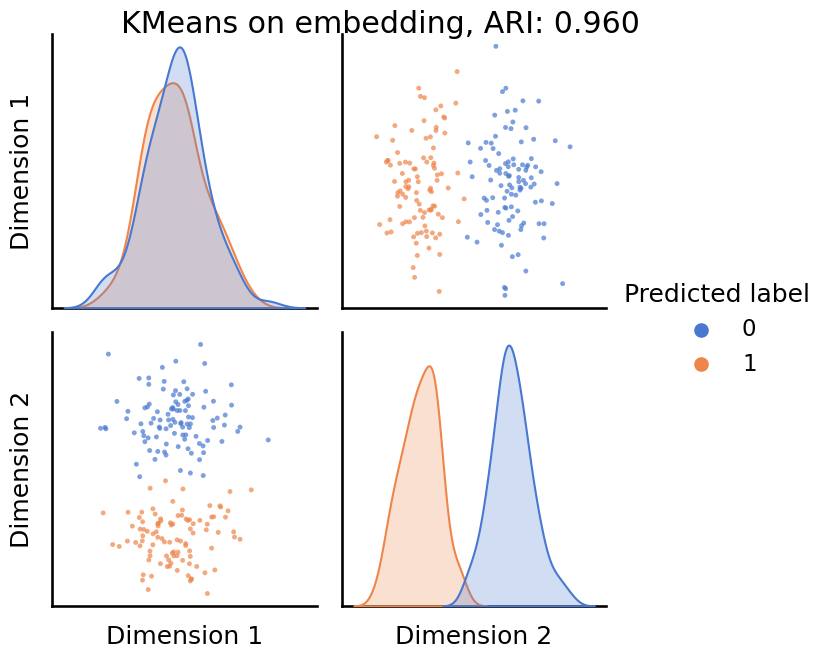 KMeans on embedding, ARI: 0.960
Dimension 1
Predicted label
0
1
Dimension 2
Dimension 1
Dimension 2